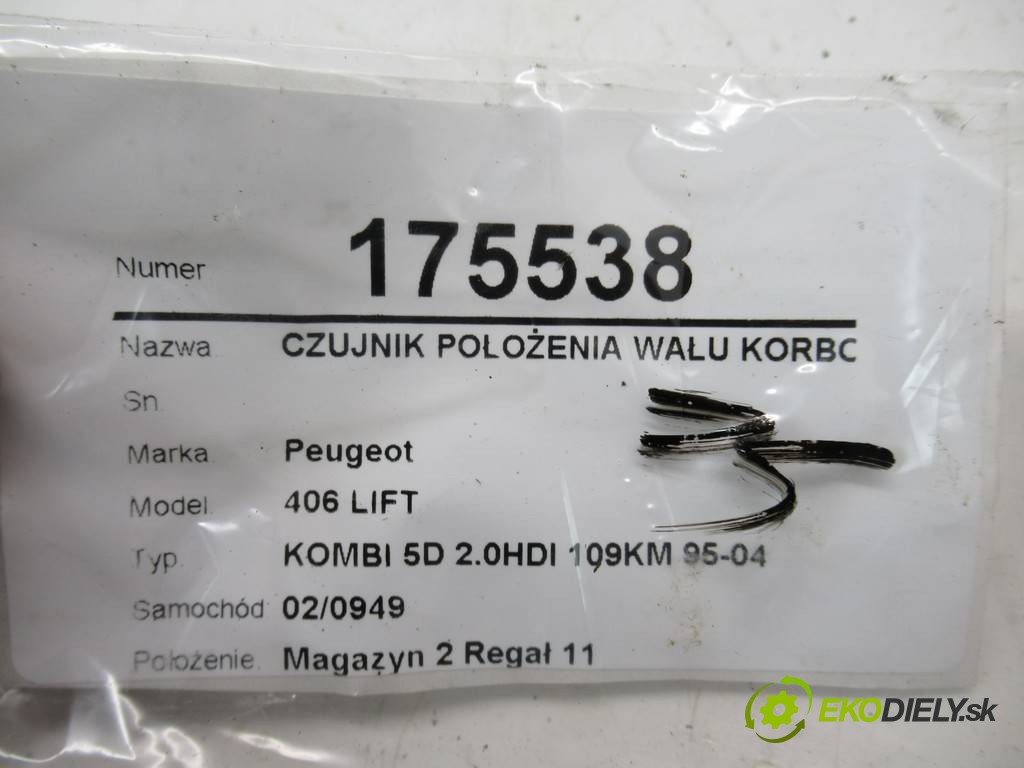 Numer 175538
Nazwa CZUJNIK POŁOŻENIA WAŁU KORBC
Sn.
Marka Peugeot
Model 406 LIFT
Typ. KOMBI 5D 2.0HDI 109KM 95-04
Samochód 02/0949
Położenie. Magazyn 2 Regał 11
EKODIELY.sk